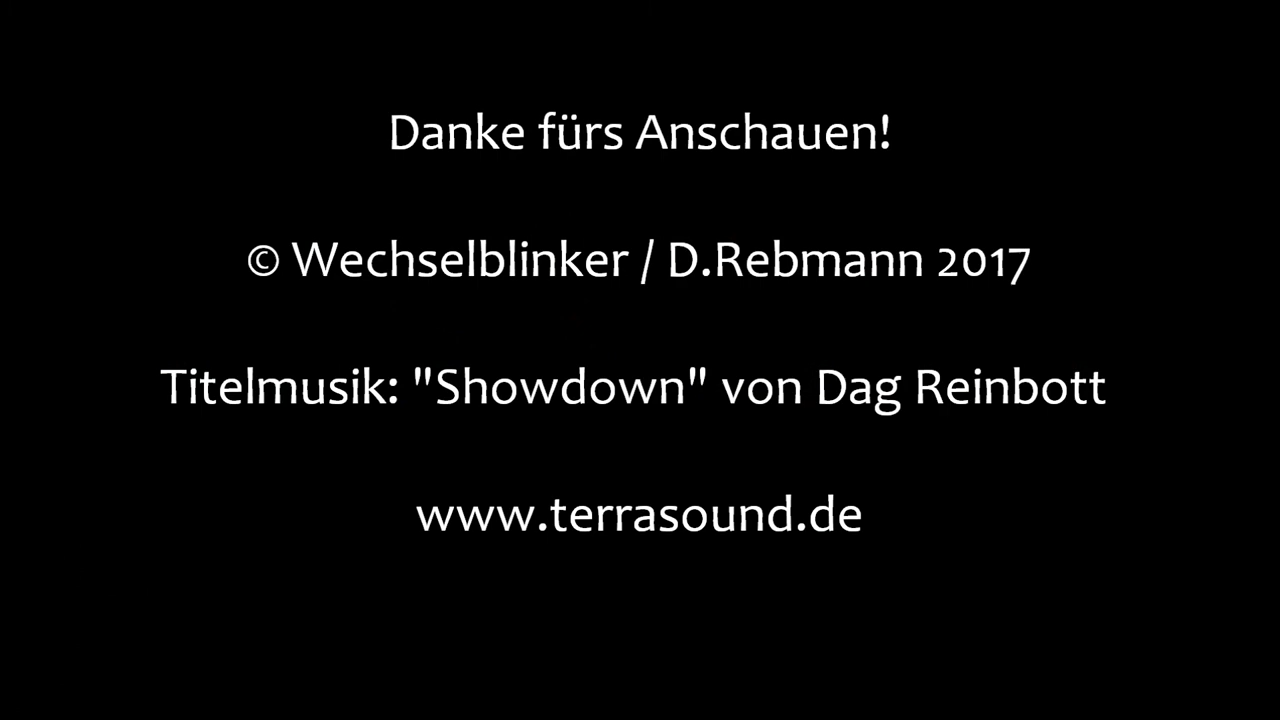 Danke fürs Anschauen!
© Wechselblinker / D.Rebmann 2017
Titelmusik: "Showdown" von Dag Reinbott
www.terrasound.de